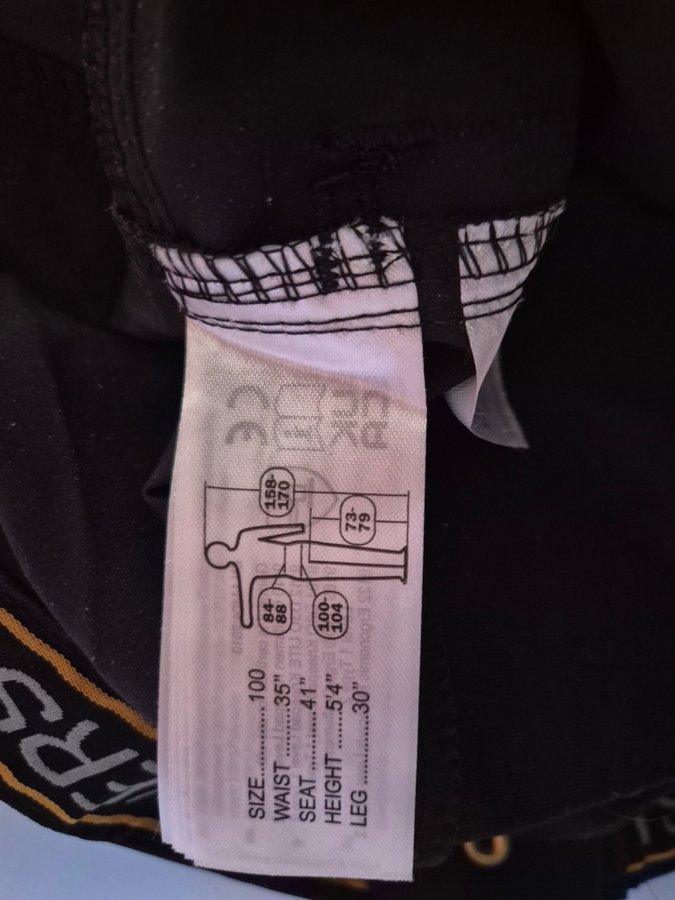 158-
170
73-
79
84-
88
100-
104
SIZE..............100
WAIST.........35"
SEAT..........41"
HEIGHT......5'4"
LEG .............30"
ERS